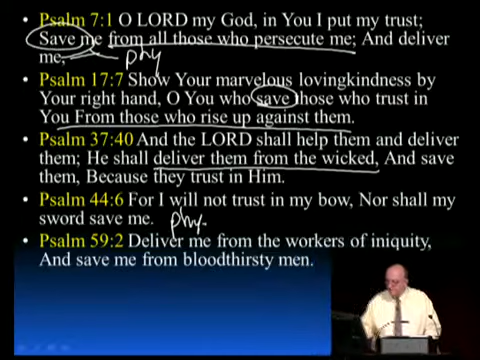 • Psalm 7:1 O LORD my God, in You I put my trust;
Save me from all those who persecute me; And deliver
me,
phy
• Psalm 17:7 Show Your marvelous lovingkindness by
Your right hand, O You who save those who trust in
You From those who rise up against them.
• Psalm 37:40 And the LORD shall help them and deliver
them; He shall deliver them from the wicked, And save
them, Because they trust in Him.
• Psalm 44:6 For I will not trust in my bow, Nor shall my
sword save me.
phy.
• Psalm 59:2 Deliver me from the workers of iniquity,
And save me from bloodthirsty men.